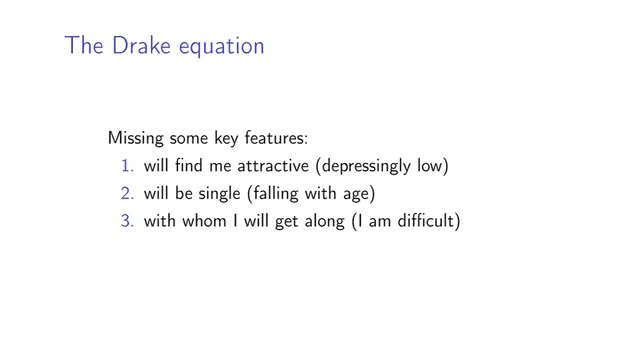 The Drake equation
Missing some key features:
1. will find me attractive (depressingly low)
2. will be single (falling with age)
3. with whom I will get along (I am difficult)